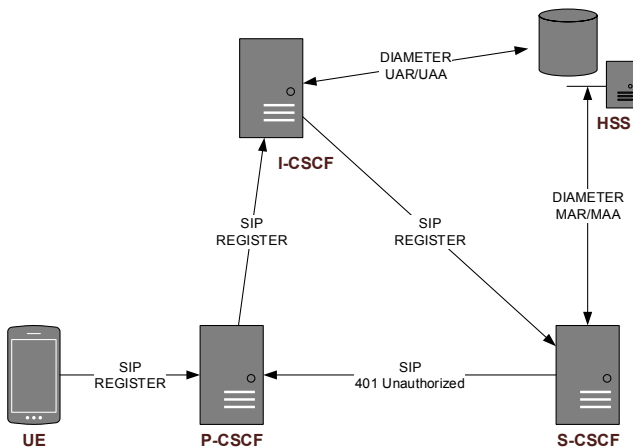 DIAMETER
UAR/UAA
HSS
I-CSCF
DIAMETER
MAR/MAA
SIP
REGISTER
SIP
REGISTER
SIP
REGISTER
SIP
401 Unauthorized
UE
P-CSCF
S-CSCF